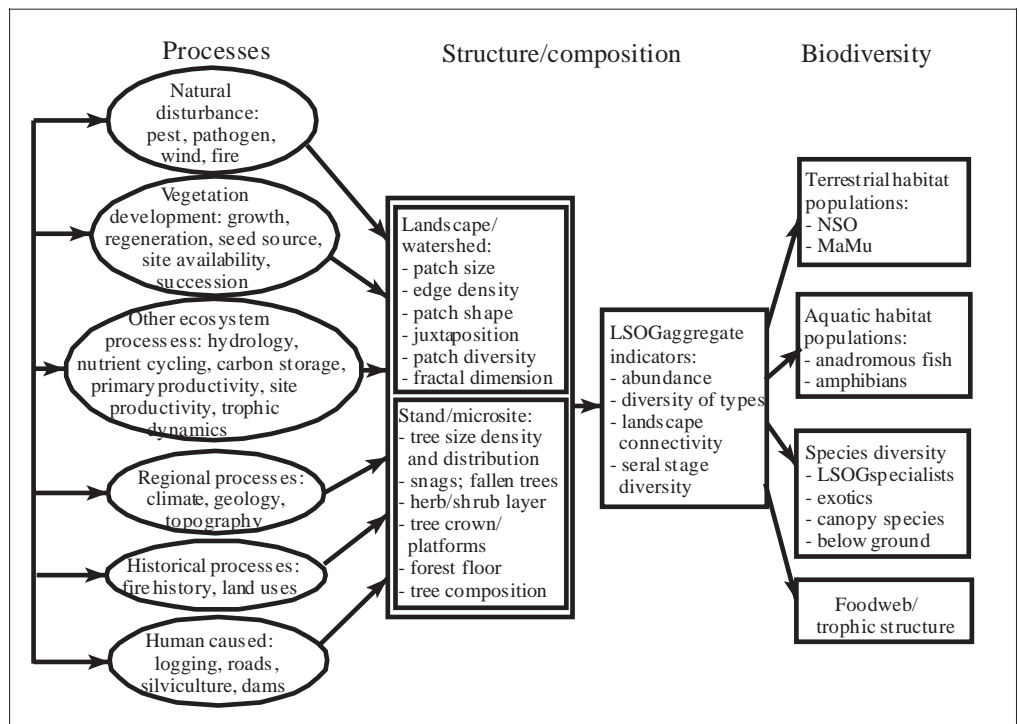 Processes
Structure/composition
Biodiversity
Natural
disturbance:
pest, pathogen,
wind, fire
Vegetation
development: growth,
regeneration, seed source,
site availability,
succession
Other ecosystem
processess: hydrology,
nutrient cycling, carbon storage,
primary productivity, site
productivity, trophic
dynamics
Regional processes:
climate, geology,
topography
Historical processes:
fire history, land uses
Human caused:
logging, roads,
silviculture, dams
Landscape/
watershed:
- patch size
- edge density
- patch shape
- juxtaposition
- patch diversity
- fractal dimension
Stand/microsite:
- tree size density
and distribution
- snags; fallen trees
- herb/shrub layer
- tree crown/
platforms
- forest floor
- tree composition
LSOG aggregate
indicators:
- abundance
- diversity of types
- landscape
connectivity
- seral stage
diversity
Terrestrial habitat
populations:
- NSO
- MaMu
Aquatic habitat
populations:
- anadromous fish
- amphibians
Species diversity
- LSOG specialists
- exotics
- canopy species
- below ground
Foodweb/
trophic structure